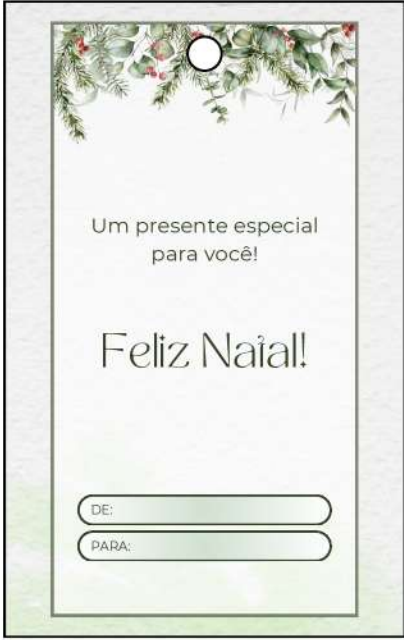 Um presente especial
para você!
Feliz Natal!
DE:
PARA: